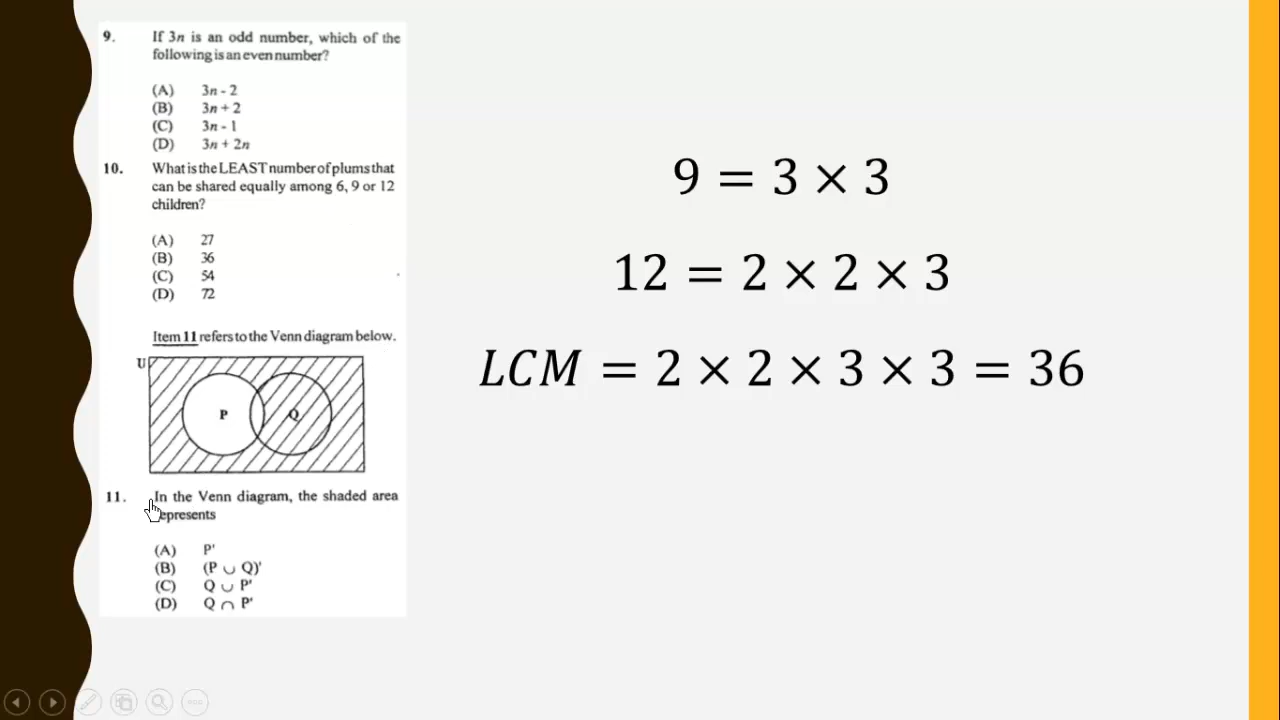 9. If 3n is an odd number, which of the
following is an even number?
(A) 3n - 2
(B) 3n + 2
(C) 3n - 1
(D) 3n + 2n
10. What is the LEAST number of plums that
can be shared equally among 6, 9 or 12
children?
(A) 27
(B) 36
(C) 54
(D) 72
Item 11 refers to the Venn diagram below.
U
P Q
11. In the Venn diagram, the shaded area
represents
(A) P'
(B) (P ∪ Q)'
(C) Q ∪ P'
(D) Q ∩ P'
9 = 3 × 3
12 = 2 × 2 × 3
LCM = 2 × 2 × 3 × 3 = 36